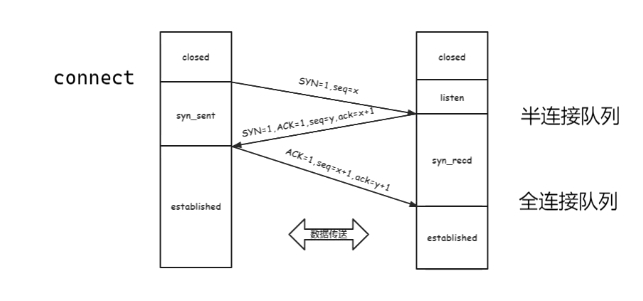 closed
closed
connect
SYN=1,seq=x
listen
半连接队列
syn_sent
SYN=1,ACK=1,seq=y,ack=x+1
syn_recd
ACK=1,seq=x+1,ack=y+1
全连接队列
established
数据传送
established